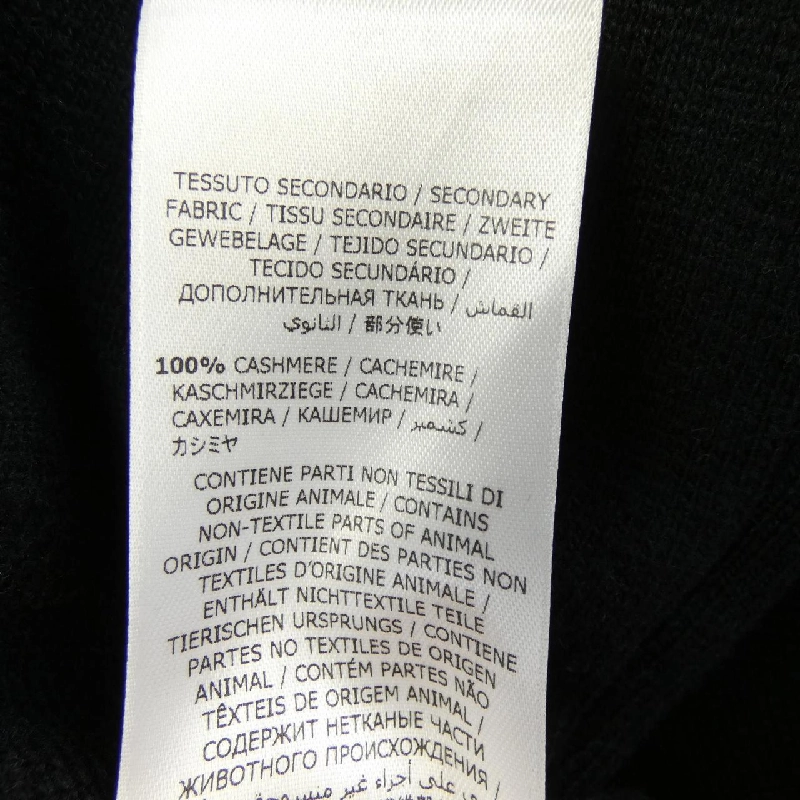 TESSUTO SECONDARIO / SECONDARY
FABRIC / TISSU SECONDAIRE / ZWEITE
GEWEBELAGE / TEJIDO SECUNDARIO /
TECIDO SECUNDÁRIO /
ДОПОЛНИТЕЛЬНАЯ ТКАНЬ / القماش
الثانوي / 部分使い
100% CASHMERE / CACHEMIRE /
KASCHMIRZIEGE / CACHEMIRA /
CAXEMIRA / КАШЕМИР / كشمير /
カシミヤ
CONTIENE PARTI NON TESSILI DI
ORIGINE ANIMALE / CONTAINS
NON-TEXTILE PARTS OF ANIMAL
ORIGIN / CONTIENT DES PARTIES NON
TEXTILES D'ORIGINE ANIMALE /
ENTHÄLT NICHTTEXTILE TEILE
TIERISCHEN URSPRUNGS / CONTIENE
PARTES NO TEXTILES DE ORIGEN
ANIMAL / CONTÉM PARTES NÃO
TÊXTEIS DE ORIGEM ANIMAL /
СОДЕРЖИТ НЕТКАНЫЕ ЧАСТИ
ЖИВОТНОГО ПРОИСХОЖДЕНИЯ /
على أجزاء غير منسوجة